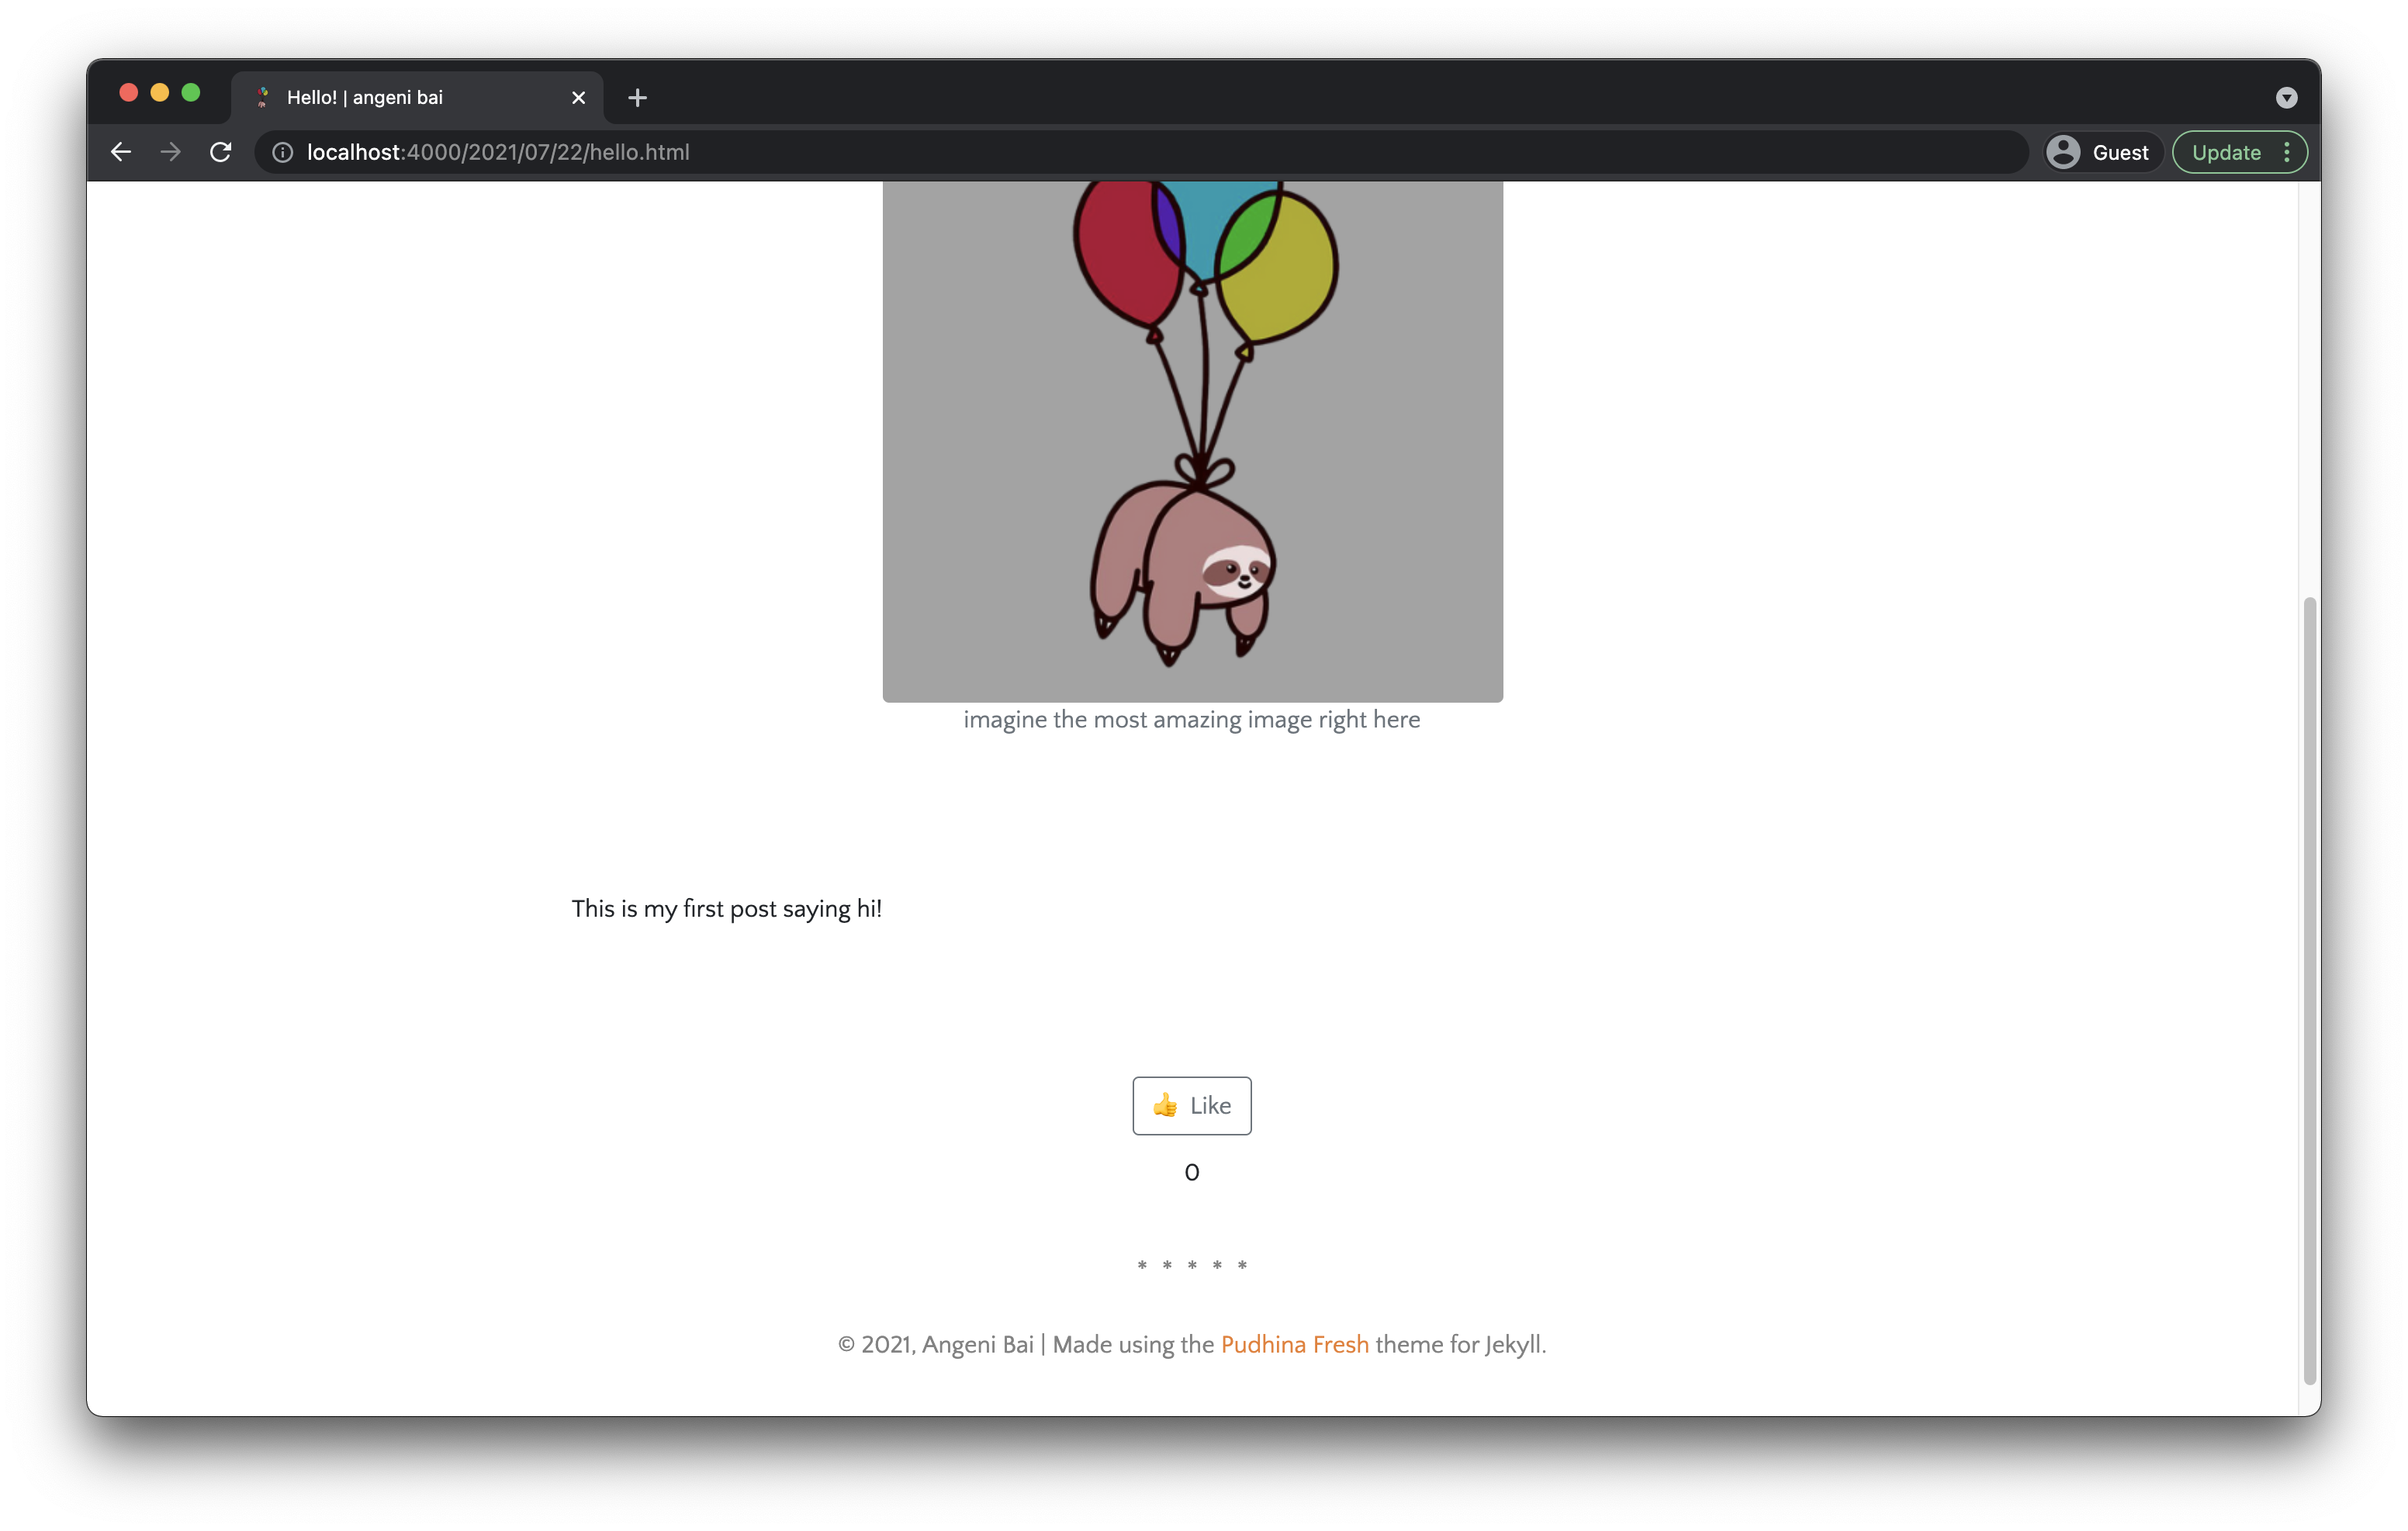 Hello! | angeni bai
localhost:4000/2021/07/22/hello.html
Guest
Update
imagine the most amazing image right here
This is my first post saying hi!
👍 Like
0
* * * * *
© 2021, Angeni Bai | Made using the Pudhina Fresh theme for Jekyll.